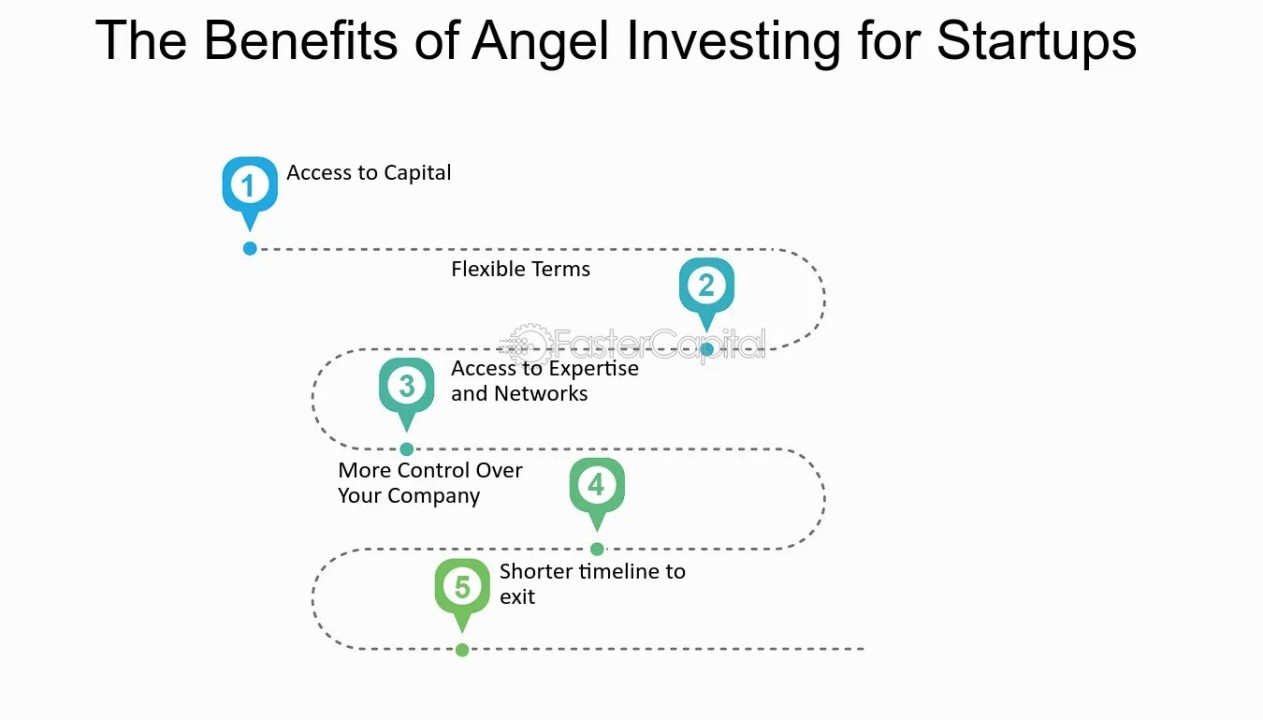 The Benefits of Angel Investing for Startups
1
Access to Capital
Flexible Terms
2
FasterCapital
3
Access to Expertise
and Networks
More Control Over
Your Company
4
5
Shorter timeline to
exit